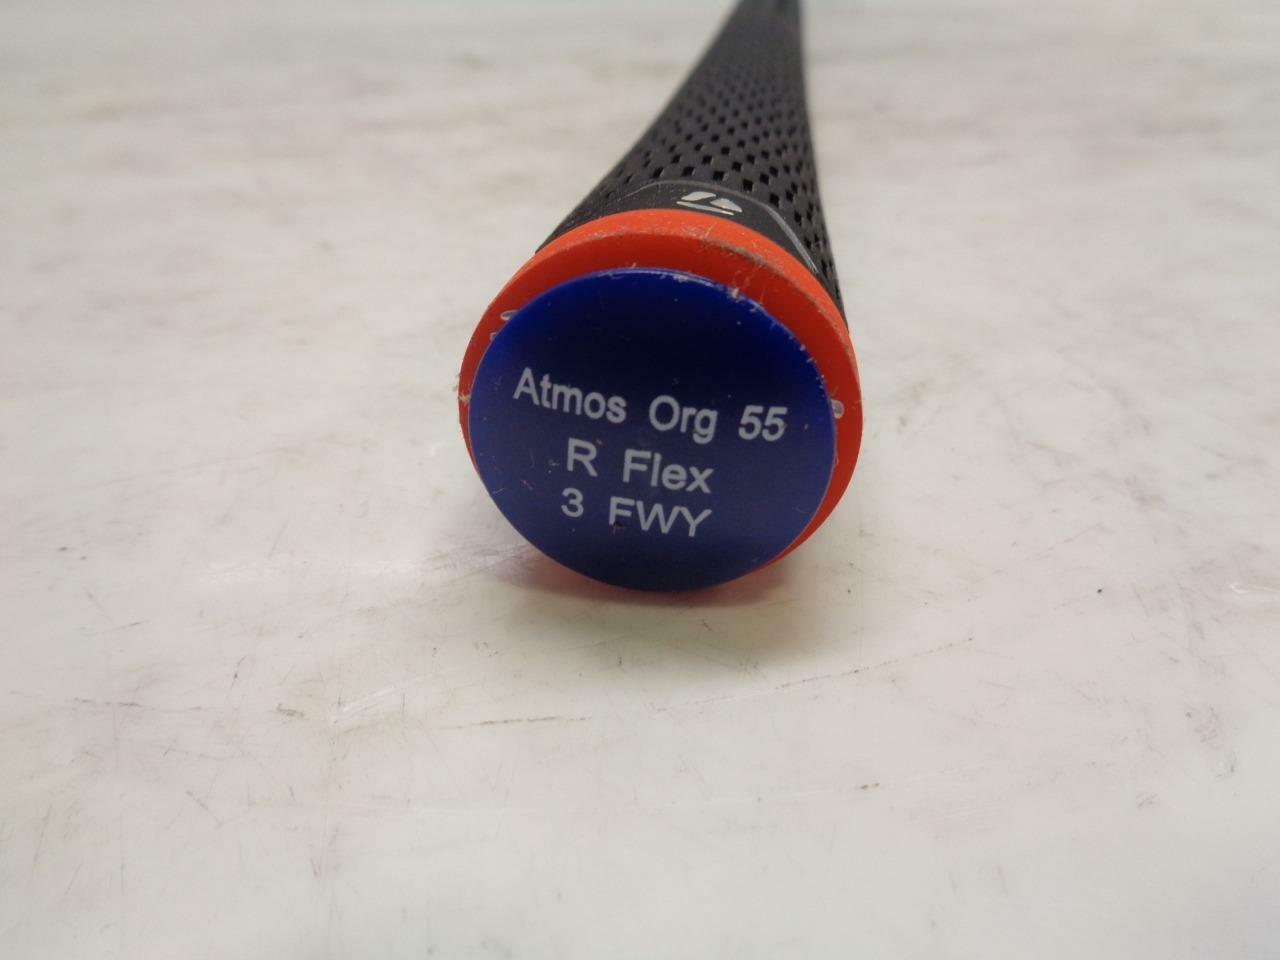 Atmos Org 55
R Flex
3 FWY